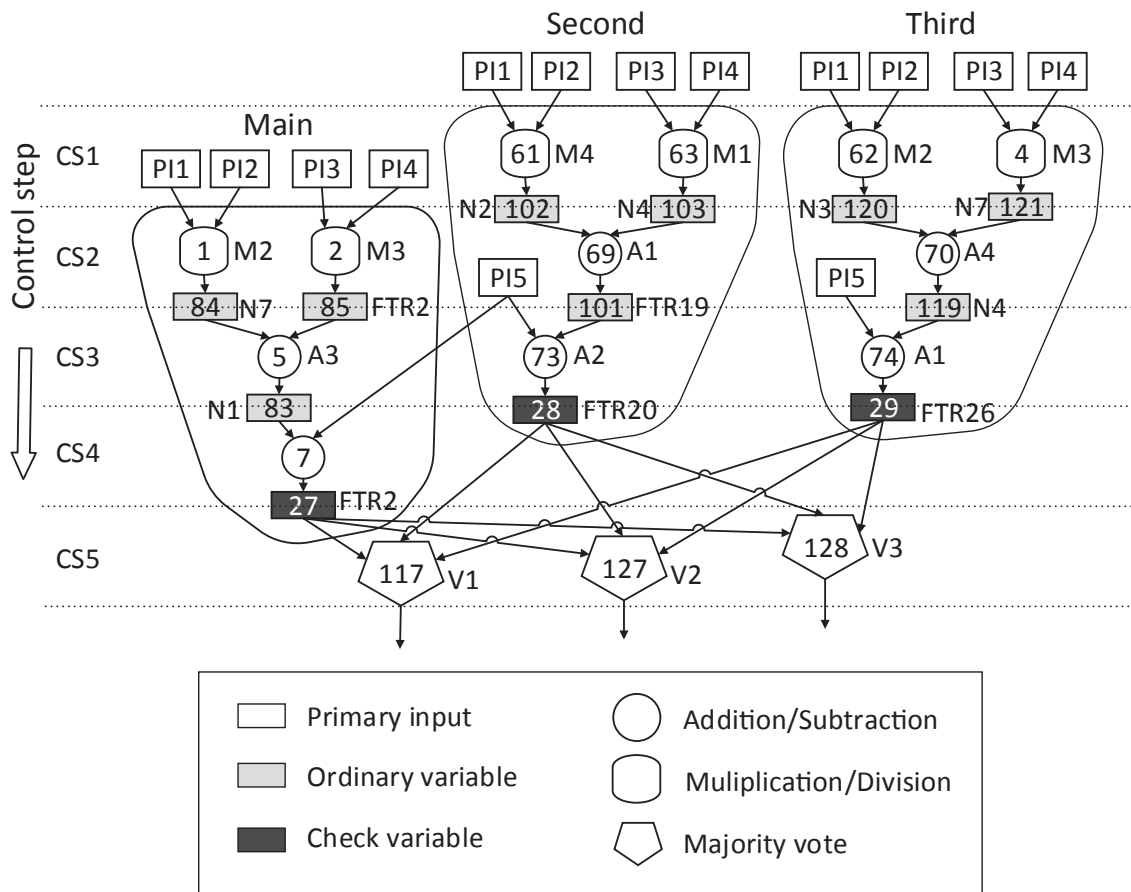 Second Third
PI1 PI2 PI3 PI4 PI1 PI2 PI3 PI4
Main
Control step
CS1 61 M4 63 M1 62 M2 4 M3
PI1 PI2 PI3 PI4
N2 102 N4 103 N3 120 N7 121
CS2 1 M2 2 M3 69 A1 70 A4
PI5 PI5
84 N7 85 FTR2 101 FTR19 119 N4
CS3 5 A3 73 A2 74 A1
N1 83 28 FTR20 29 FTR26
CS4 7
27 FTR2
CS5 117 V1 127 V2 128 V3
Primary input
Addition/Subtraction
Ordinary variable
Muliplication/Division
Check variable
Majority vote